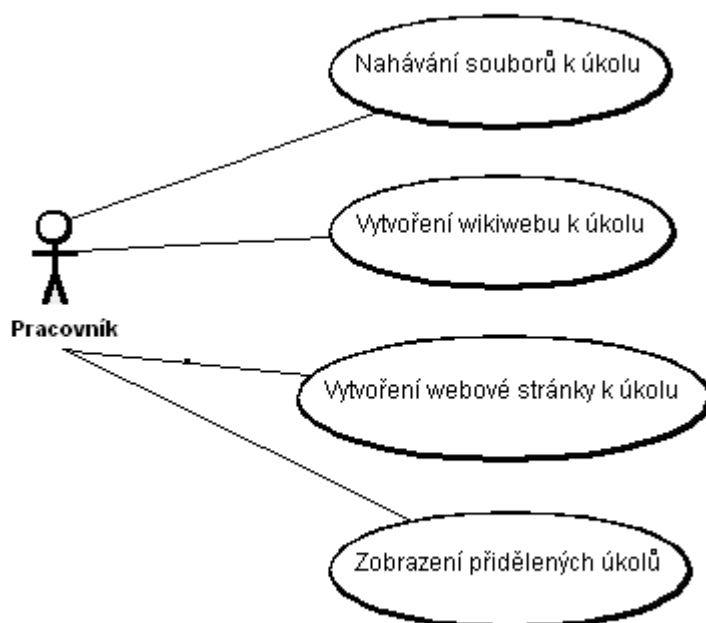 Nahávání souborů k úkolu
Vytvoření wikiwebu k úkolu
Pracovník
Vytvoření webové stránky k úkolu
Zobrazení přidělených úkolů